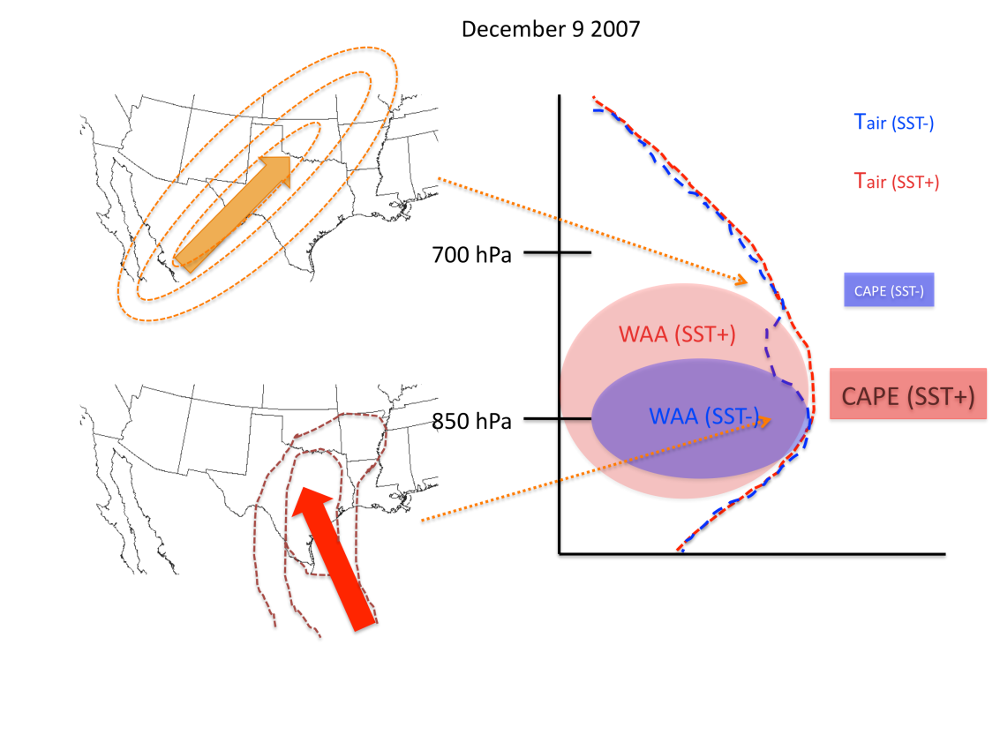 December 9 2007
Tair (SST-)
Tair (SST+)
700 hPa
CAPE (SST-)
WAA (SST+)
CAPE (SST+)
850 hPa
WAA (SST-)